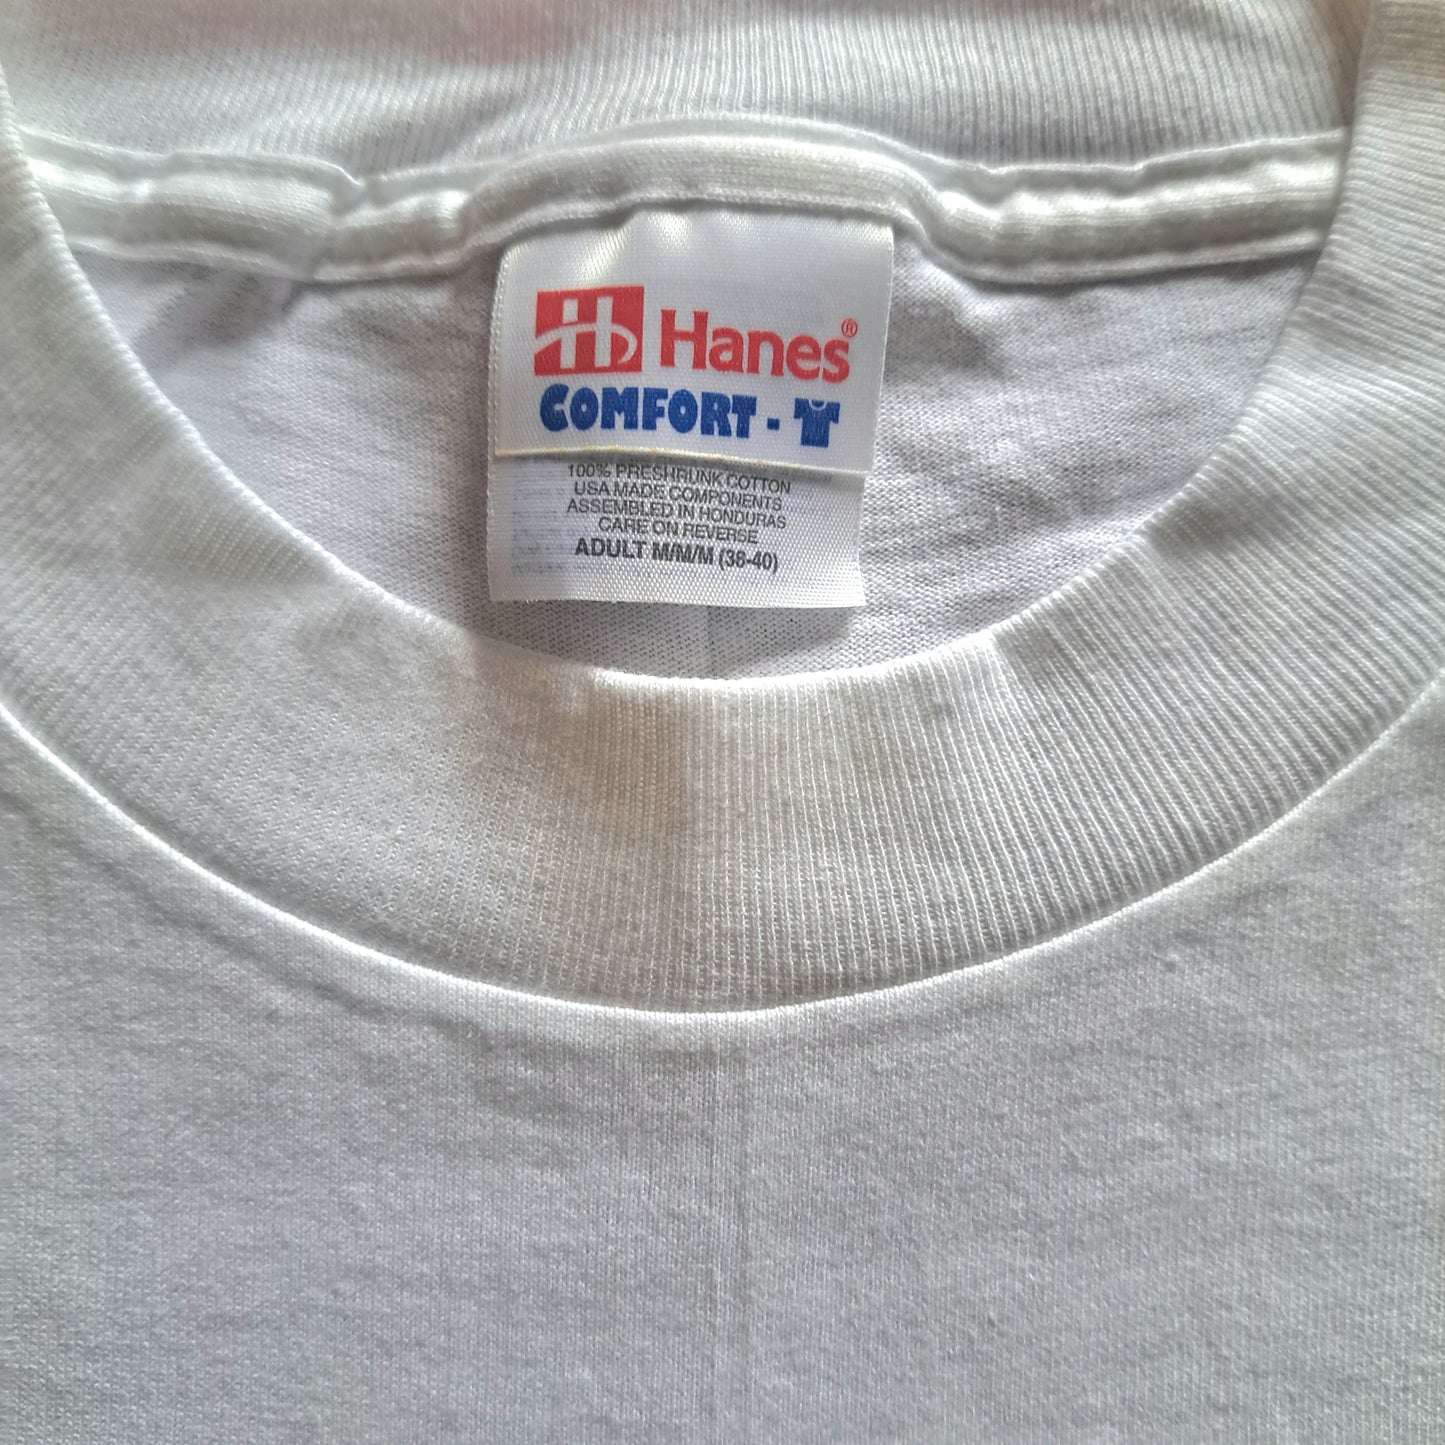 Hanes®
COMFORT-
100% PRESHRUNK COTTON
USA MADE COMPONENTS
ASSEMBLED IN HONDURAS
CARE ON REVERSE
ADULT M/M/M (38-40)